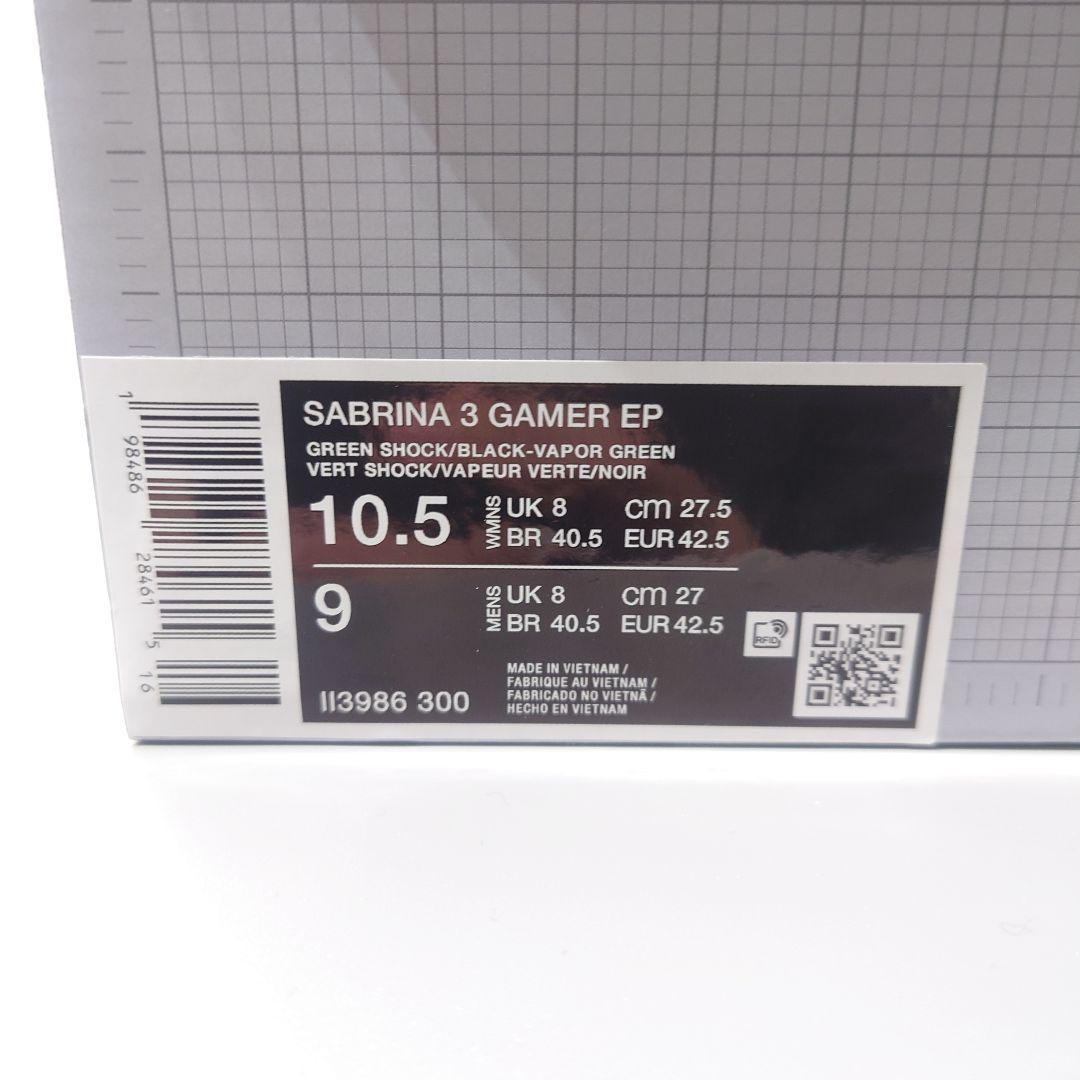 SABRINA 3 GAMER EP
GREEN SHOCK/BLACK-VAPOR GREEN
VERT SHOCK/VAPEUR VERTE/NOIR
10.5 WMNS UK 8 cm 27.5
BR 40.5 EUR 42.5
9 MENS UK 8 cm 27
BR 40.5 EUR 42.5
RFID
MADE IN VIETNAM /
FABRIQUE AU VIETNAM /
FABRICADO NO VIETNÃ /
HECHO EN VIETNAM
II3986 300
1 98486 28461 5 16